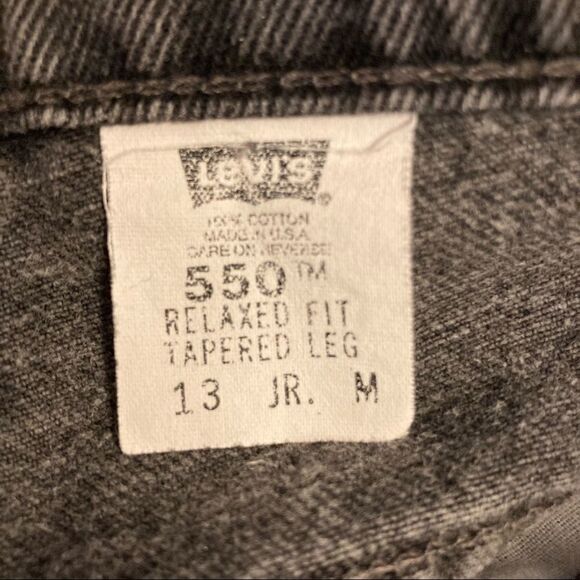 LEVI'S ®
100% COTTON
MADE IN U.S.A.
CARE ON REVERSE
550™
RELAXED FIT
TAPERED LEG
13 JR. M